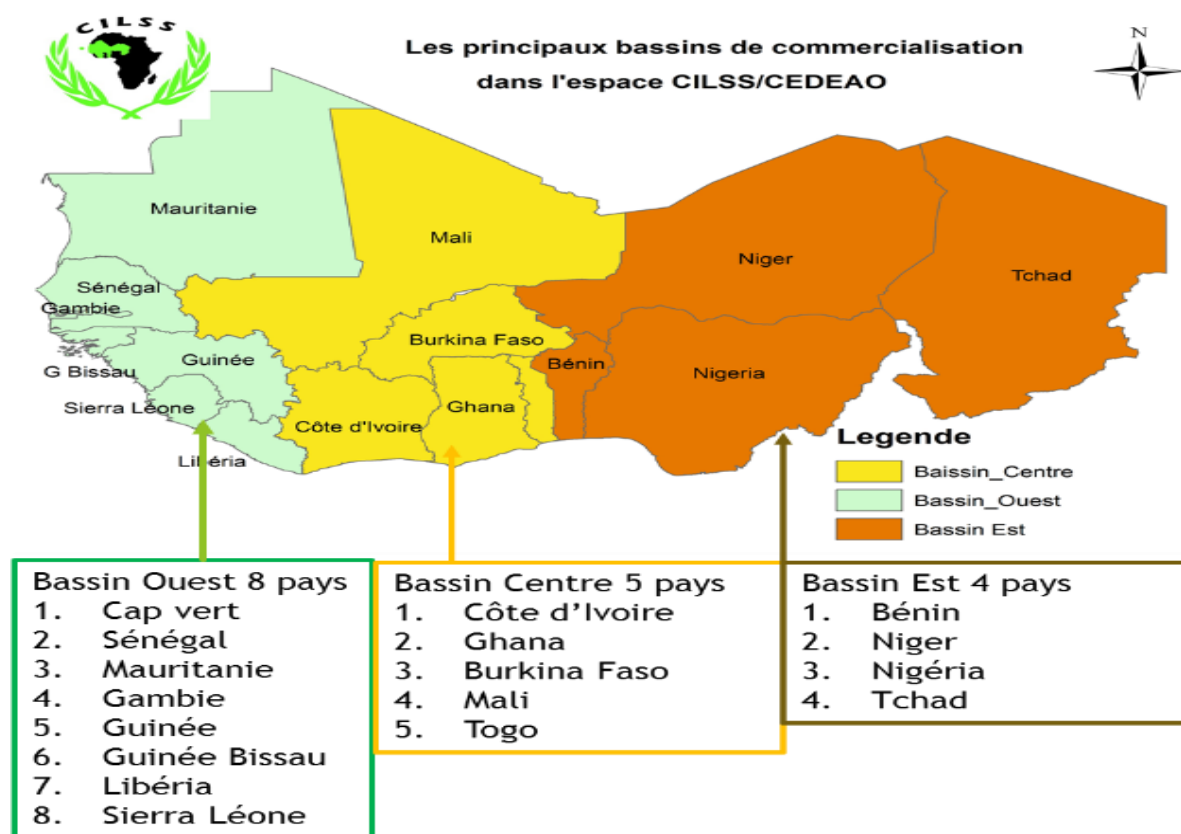 CILSS
Les principaux bassins de commercialisation
dans l'espace CILSS/CEDEAO
N
Mauritanie
Mali
Niger
Tchad
Sénégal
Gambie
Burkina Faso
Guinée
Bénin
G Bissau
Nigeria
Sierra Léone
Ghana
Côte d'Ivoire
Libéria
Legende
Baissin_Centre
Bassin_Ouest
Bassin Est
Bassin Ouest 8 pays
1. Cap vert
2. Sénégal
3. Mauritanie
4. Gambie
5. Guinée
6. Guinée Bissau
7. Libéria
8. Sierra Léone
Bassin Centre 5 pays
1. Côte d’Ivoire
2. Ghana
3. Burkina Faso
4. Mali
5. Togo
Bassin Est 4 pays
1. Bénin
2. Niger
3. Nigéria
4. Tchad